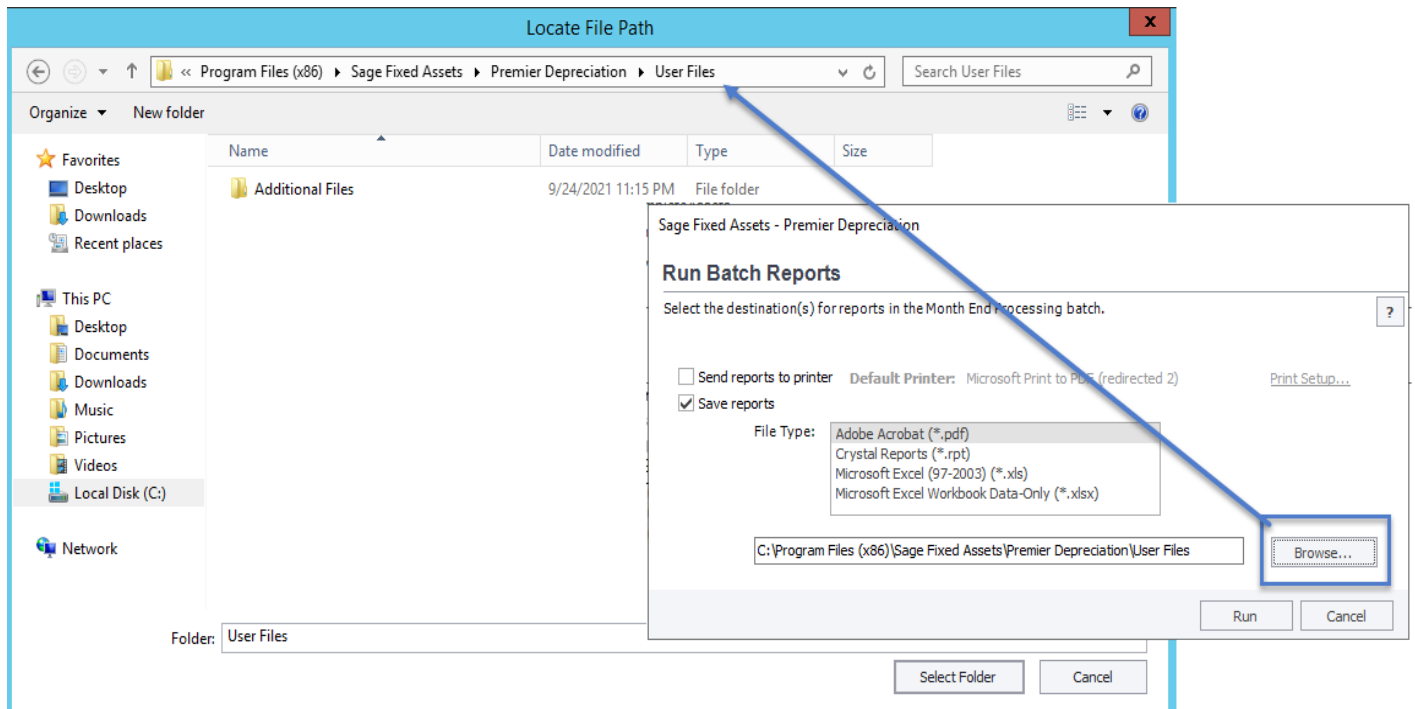 Locate File Path
x
« Program Files (x86) Sage Fixed Assets Premier Depreciation User Files
Search User Files
Organize New folder
Name Date modified Type Size
Favorites
Desktop
Downloads
Recent places
This PC
Desktop
Documents
Downloads
Music
Pictures
Videos
Local Disk (C:)
Network
Additional Files 9/24/2021 11:15 PM File folder
Folder: User Files
Select Folder Cancel
Sage Fixed Assets - Premier Depreciation
Run Batch Reports
Select the destination(s) for reports in the Month End Processing batch.
?
Send reports to printer Default Printer: Microsoft Print to PDF (redirected 2) Print Setup...
Save reports
File Type:
Adobe Acrobat (*.pdf)
Crystal Reports (*.rpt)
Microsoft Excel (97-2003) (*.xls)
Microsoft Excel Workbook Data-Only (*.xlsx)
C:\Program Files (x86)\Sage Fixed Assets\Premier Depreciation\User Files Browse...
Run Cancel